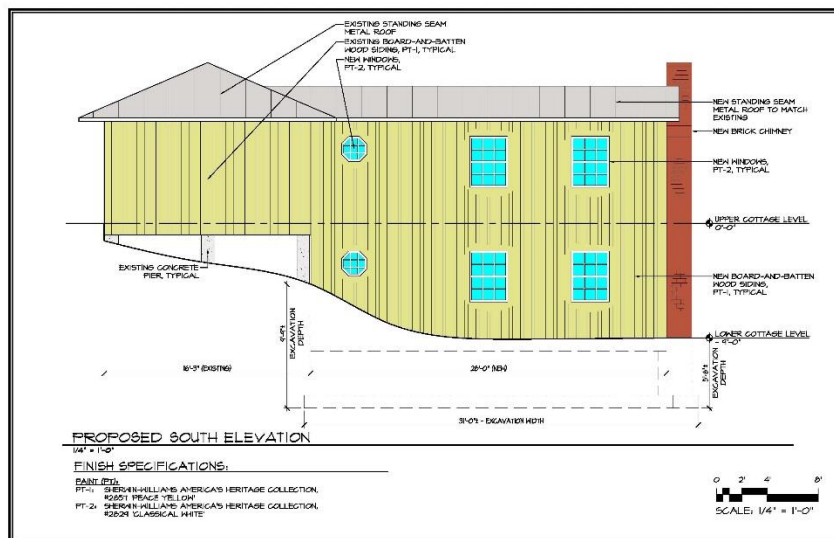 EXISTING STANDING SEAM
METAL ROOF
EXISTING BOARD-AND-BATTEN
WOOD SIDING, PT-1, TYPICAL
NEW WINDOWS,
PT-2, TYPICAL
NEW STANDING SEAM
METAL ROOF TO MATCH
EXISTING
NEW BRICK CHIMNEY
NEW WINDOWS,
PT-2, TYPICAL
UPPER COTTAGE LEVEL
0'-0"
EXISTING CONCRETE
PIER, TYPICAL
NEW BOARD-AND-BATTEN
WOOD SIDING,
PT-1, TYPICAL
LOWER COTTAGE LEVEL
- 9'-0"
EXCAVATION
DEPTH
EXCAVATION
DEPTH
16'-3" (EXISTING)
28'-0" (NEW)
31'-0"± - EXCAVATION WIDTH
PROPOSED SOUTH ELEVATION
1/4" = 1'-0"
FINISH SPECIFICATIONS:
PAINT (PT):
PT-1: SHERWIN-WILLIAMS AMERICA'S HERITAGE COLLECTION,
'PEACE YELLOW'
PT-2: SHERWIN-WILLIAMS AMERICA'S HERITAGE COLLECTION,
#2829 'CLASSICAL WHITE'
0' 2' 4' 8'
SCALE: 1/4" = 1'-0"